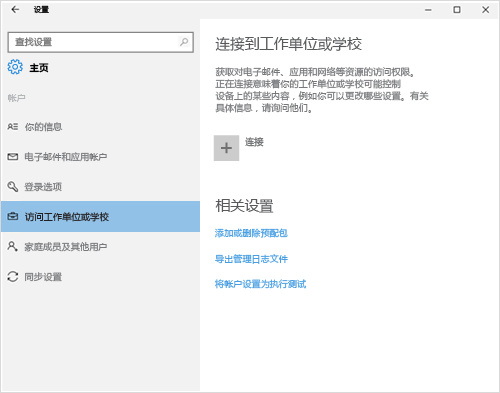 设置
查找设置
主页
帐户
你的信息
电子邮件和应用帐户
登录选项
访问工作单位或学校
家庭成员及其他用户
同步设置
连接到工作单位或学校
获取对电子邮件、应用和网络等资源的访问权限。
正在连接意味着你的工作单位或学校可能控制
设备上的某些内容，例如你可以更改哪些设置。有关
具体信息，请询问他们。
连接
相关设置
添加或删除预配包
导出管理日志文件
将帐户设置为执行测试